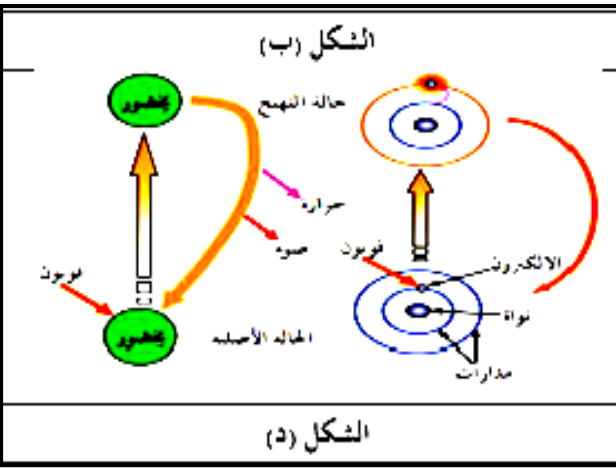 الشكل (ب)
يخضور
حالة التهيج
حرارة
ضوء
فوتون
فوتون
الالكترون
يخضور
الحالة الأصلية
نواة
مدارات
الشكل (د)